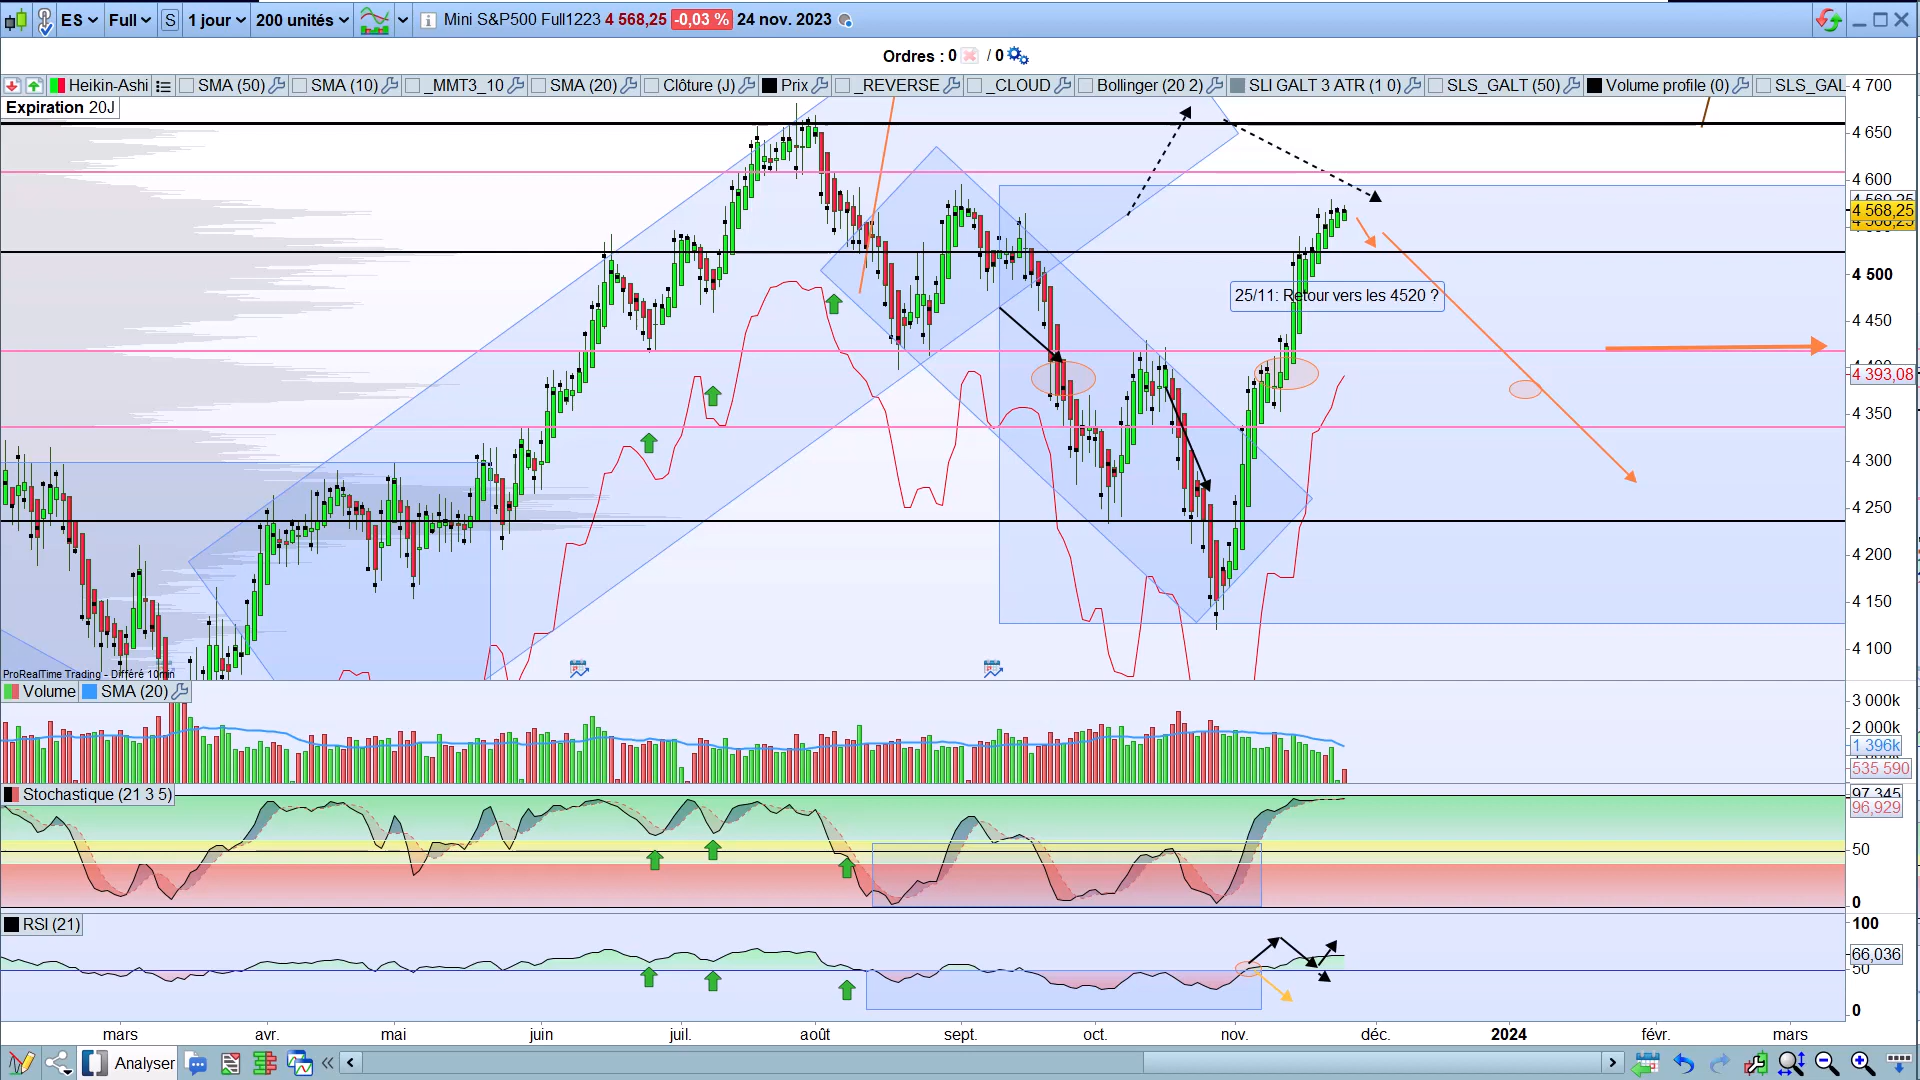 ES Full S 1 jour 200 unités Mini S&P500 Full1223 4 568,25 -0,03 % 24 nov. 2023
Ordres : 0 / 0
Heikin-Ashi SMA (50) SMA (10) _MMT3_10 SMA (20) Clôture (J) Prix _REVERSE _CLOUD Bollinger (20 2) SLI GALT 3 ATR (1 0) SLS_GALT (50) Volume profile (0) SLS_GAL
Expiration 20J
4 700
4 650
4 600
4 568,25
4 500
4 450
4 393,08
4 350
4 300
4 250
4 200
4 150
4 100
25/11: Retour vers les 4520 ?
ProRealTime Trading - Différé 10min
Volume SMA (20)
3 000k
2 000k
1 396k
535 590
Stochastique (21 3 5)
97,345
96,929
50
0
RSI (21)
100
66,036
50
0
mars avr. mai juin juil. août sept. oct. nov. déc. 2024 févr. mars
Analyser